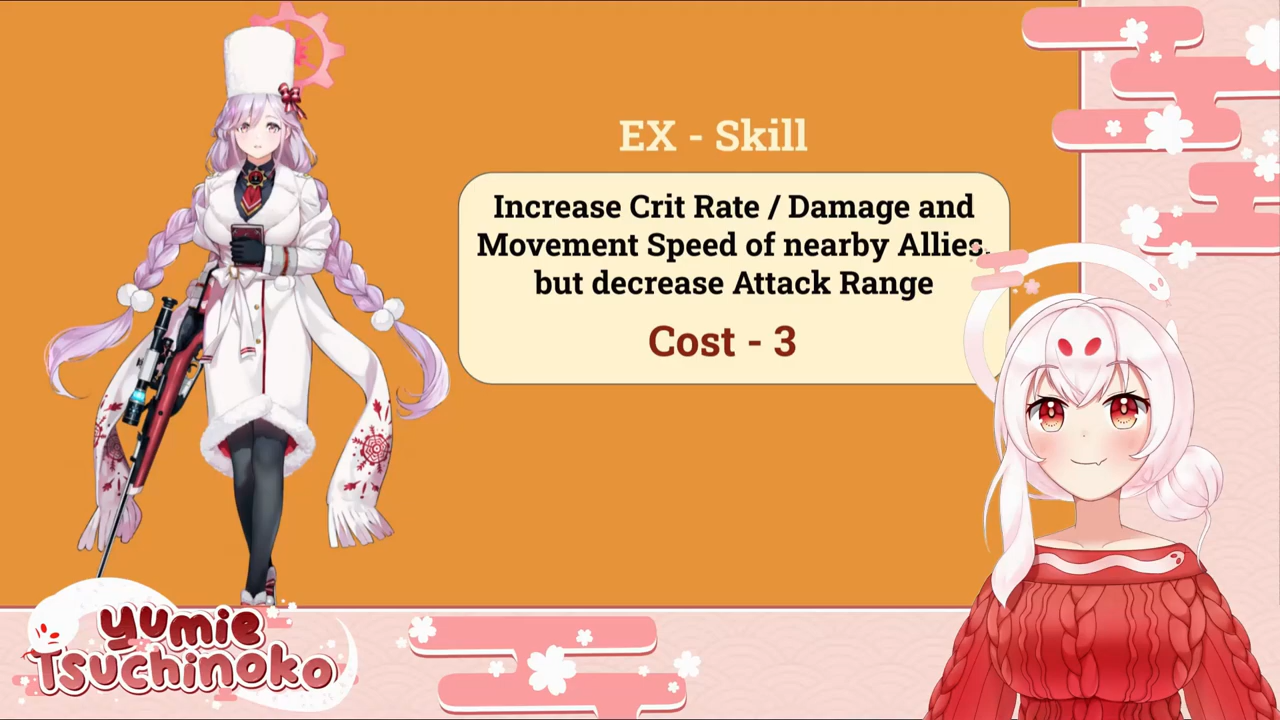 EX - Skill
Increase Crit Rate / Damage and
Movement Speed of nearby Allies,
but decrease Attack Range
Cost - 3
yumie
Tsuchinoko